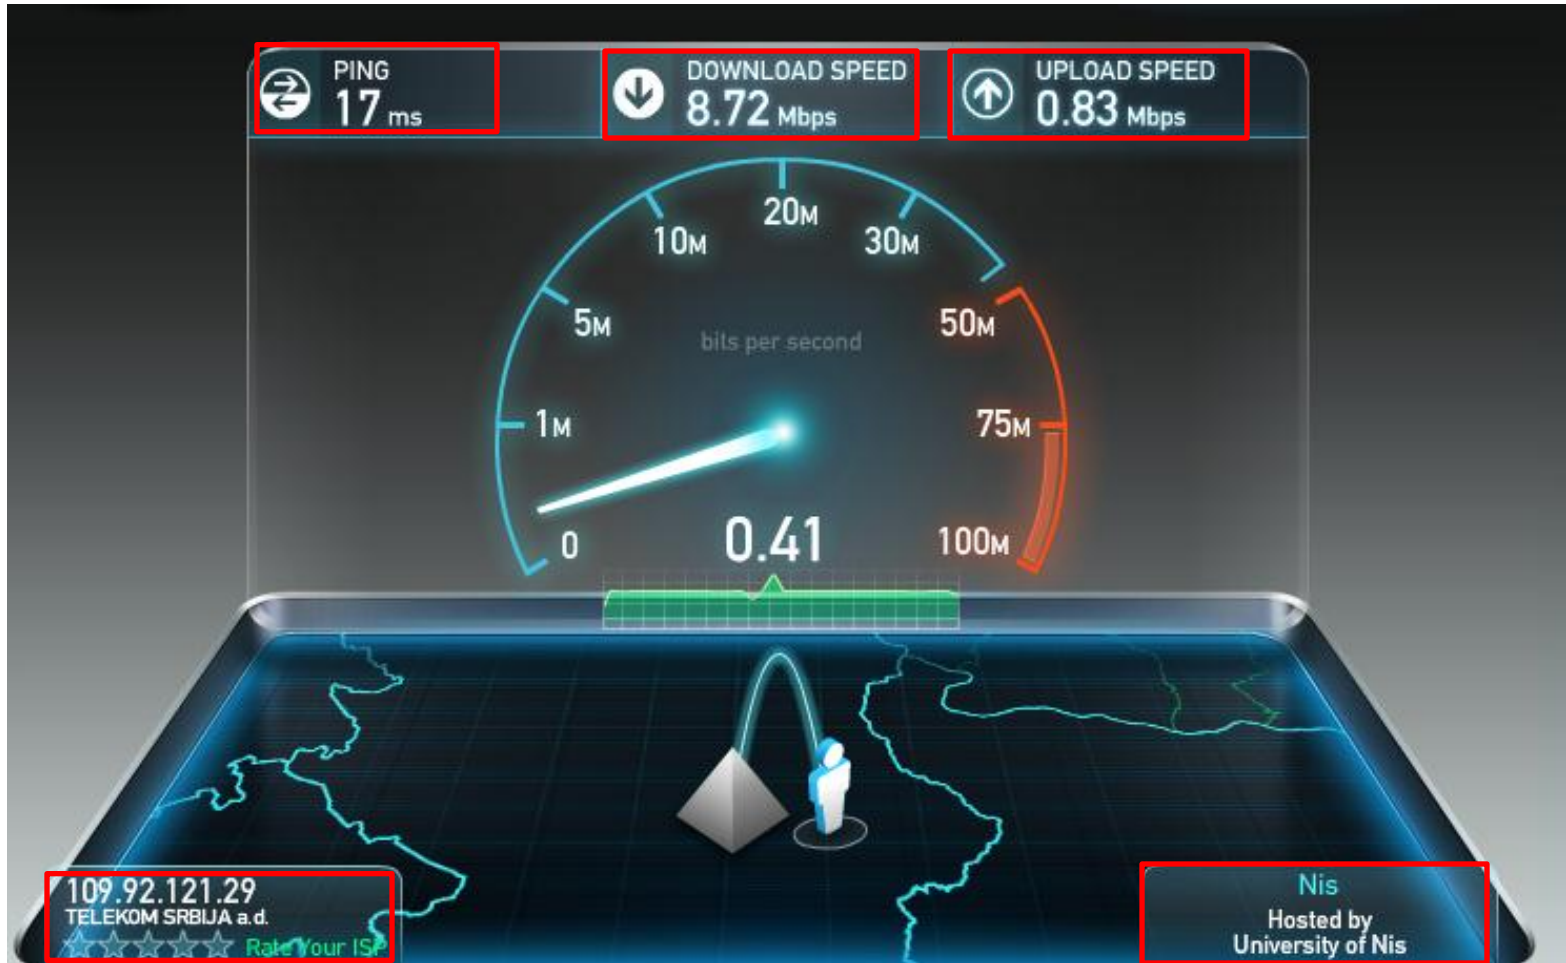 PING
17 ms
DOWNLOAD SPEED
8.72 Mbps
UPLOAD SPEED
0.83 Mbps
20M
10M
30M
5M
50M
bits per second
1M
75M
0
0.41
100M
109.92.121.29
TELEKOM SRBIJA a.d.
Rate Your ISP
Nis
Hosted by
University of Nis